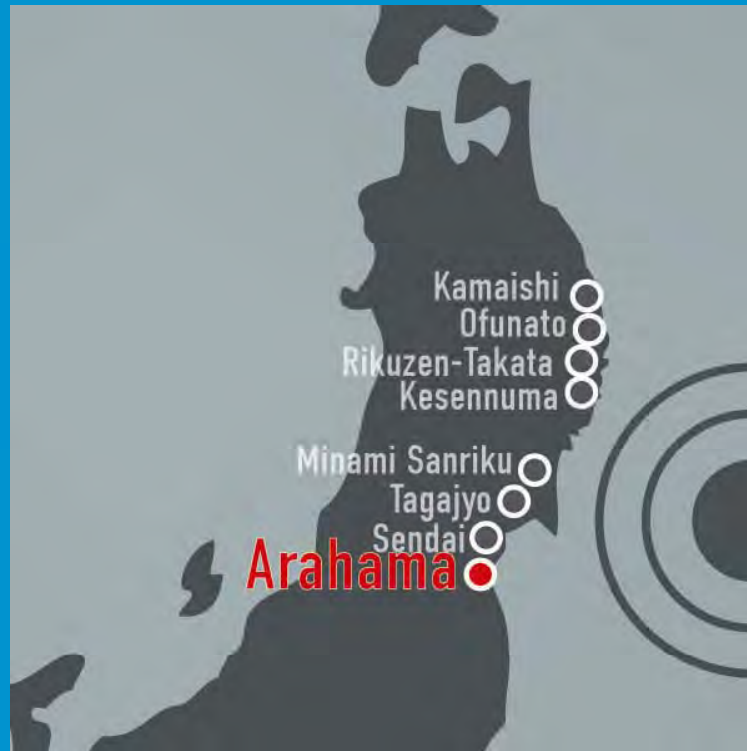 Kamaishi
Ofunato
Rikuzen-Takata
Kesennuma
Minami Sanriku
Tagajyo
Sendai
Arahama